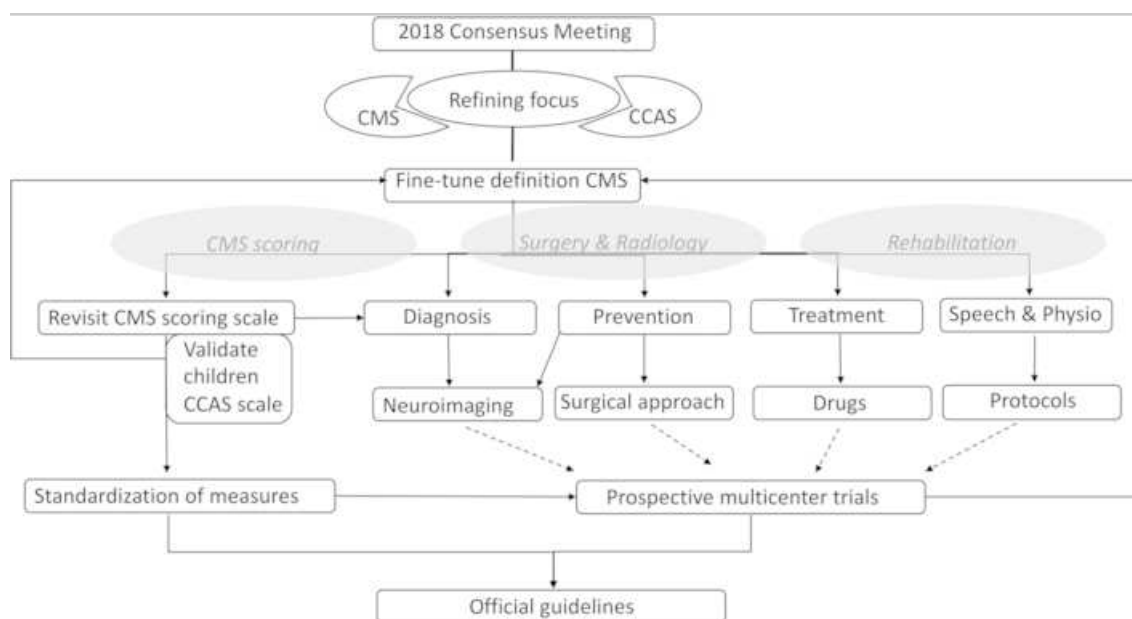 2018 Consensus Meeting
Refining focus
CMS
CCAS
Fine-tune definition CMS
CMS scoring
Surgery & Radiology
Rehabilitation
Revisit CMS scoring scale
Diagnosis
Prevention
Treatment
Speech & Physio
Validate
children
CCAS scale
Neuroimaging
Surgical approach
Drugs
Protocols
Standardization of measures
Prospective multicenter trials
Official guidelines